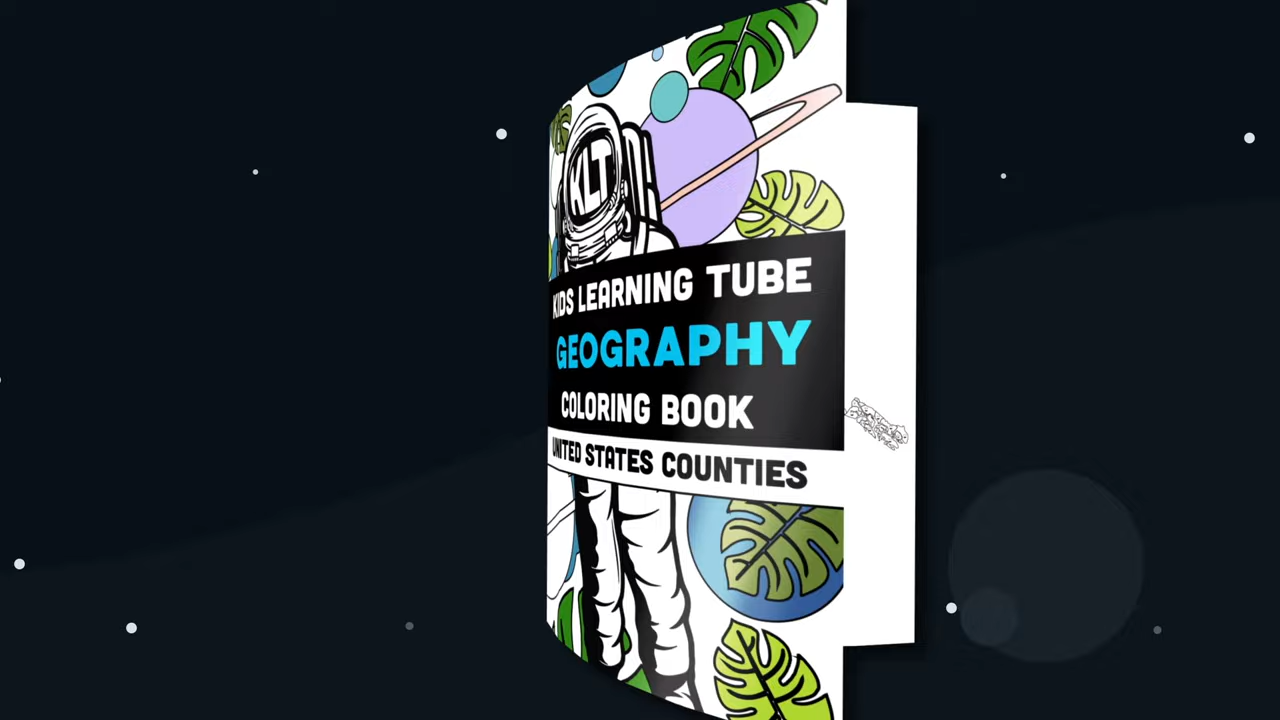 KLT
KIDS LEARNING TUBE
GEOGRAPHY
COLORING BOOK
UNITED STATES COUNTIES